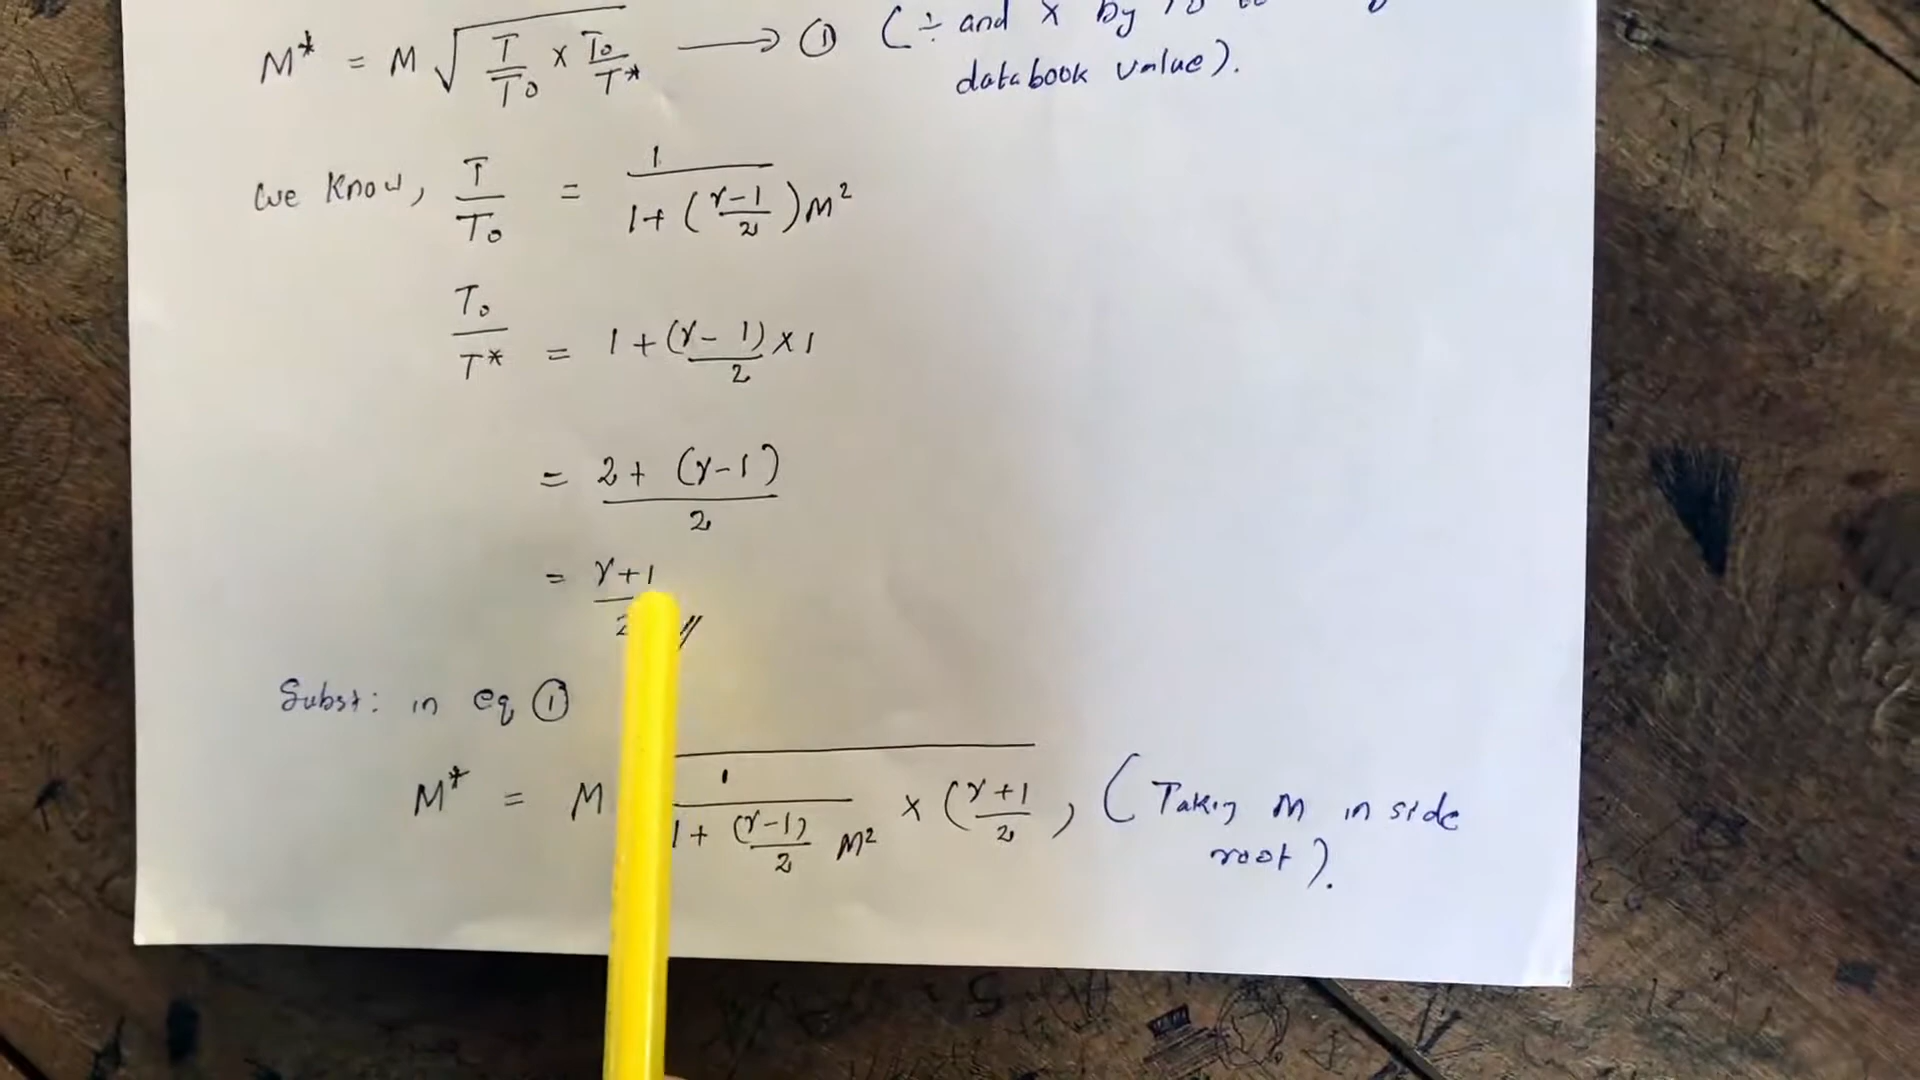 M* = M √(T/T₀ × T₀/T*) ⟶ ① (÷ and × by
databook value).
We know, T/T₀ = 1/(1+((γ-1)/2)M²)
T₀/T* = 1+(γ-1)/2 ×1
= (2+(γ-1))/2
= (γ+1)/2 //
Subst: in eq ①
M* = M √(1/(1+(γ-1)/2 M²) × (γ+1)/2), (Taking M in side
root).